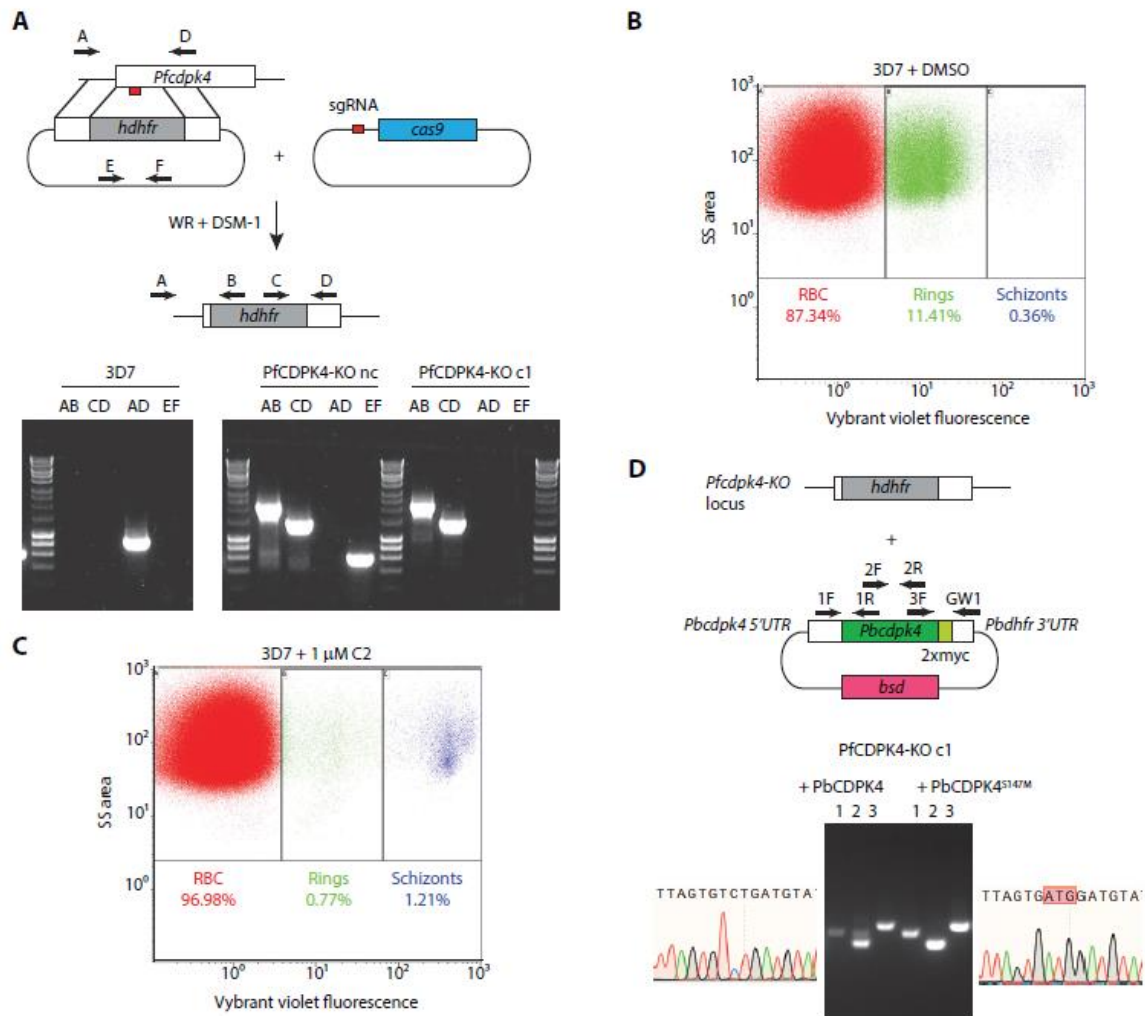 A
A D
Pfcdpk4
sgRNA
hdhfr
cas9
E F
+
WR + DSM-1
A B C D
hdhfr
3D7 PfCDPK4-KO nc PfCDPK4-KO c1
AB CD AD EF AB CD AD EF AB CD AD EF
B
3D7 + DMSO
10³
10²
10¹
10⁰
SS area
RBC Rings Schizonts
87.34% 11.41% 0.36%
10⁰ 10¹ 10² 10³
Vybrant violet fluorescence
C
3D7 + 1 µM C2
10³
10²
10¹
10⁰
SS area
RBC Rings Schizonts
96.98% 0.77% 1.21%
10⁰ 10¹ 10² 10³
Vybrant violet fluorescence
D
Pfcdpk4-KO
locus
hdhfr
+
2F 2R
1F 1R 3F GW1
Pbcdpk4 5'UTR Pbcdpk4 Pbdhfr 3'UTR
2xmyc
bsd
PfCDPK4-KO c1
+ PbCDPK4 + PbCDPK4S147M
1 2 3 1 2 3
TTAGTGTCTGATGTA TTAGTGATGGATGTA